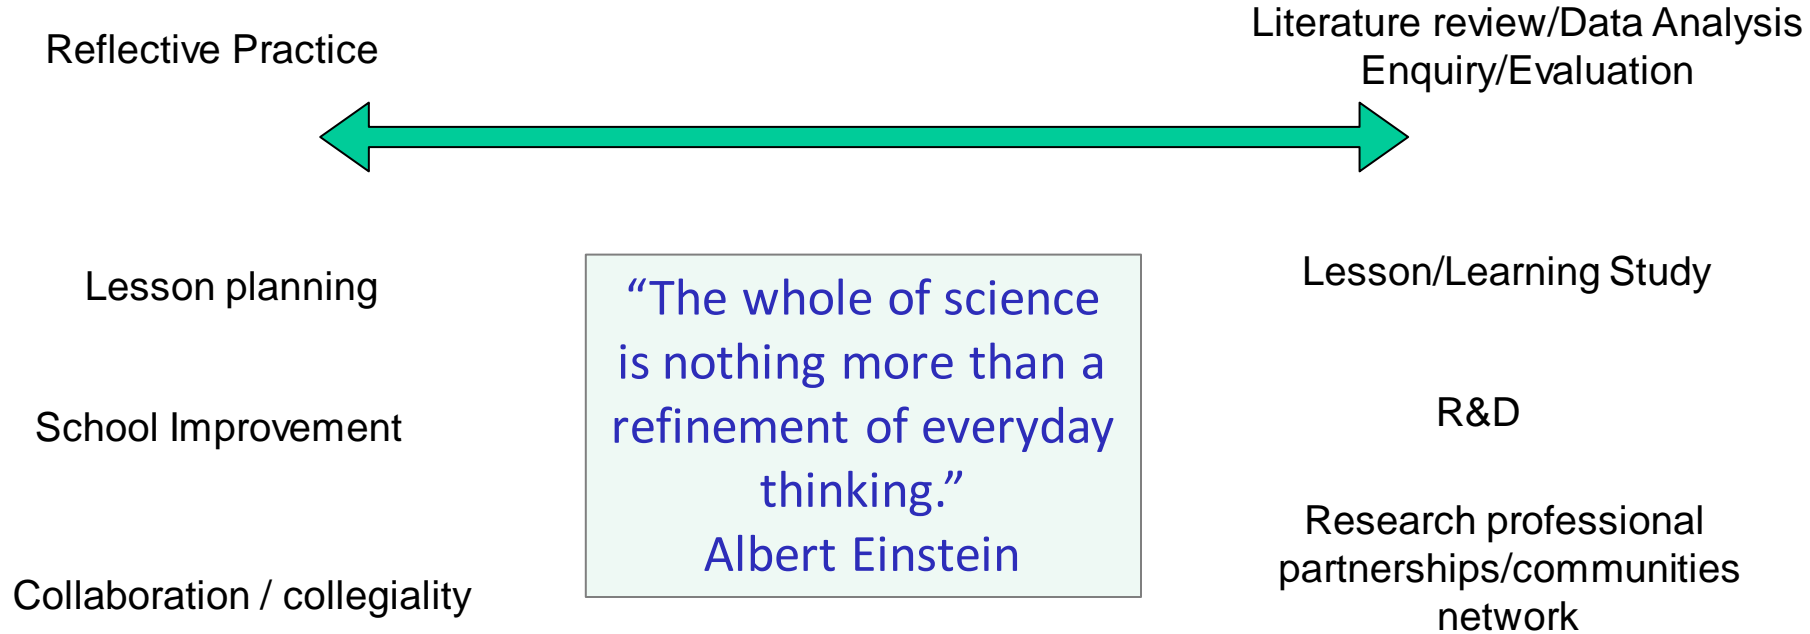 Reflective Practice
Literature review/Data Analysis
Enquiry/Evaluation
Lesson planning
School Improvement
Collaboration / collegiality
“The whole of science
is nothing more than a
refinement of everyday
thinking.”
Albert Einstein
Lesson/Learning Study
R&D
Research professional
partnerships/communities
network